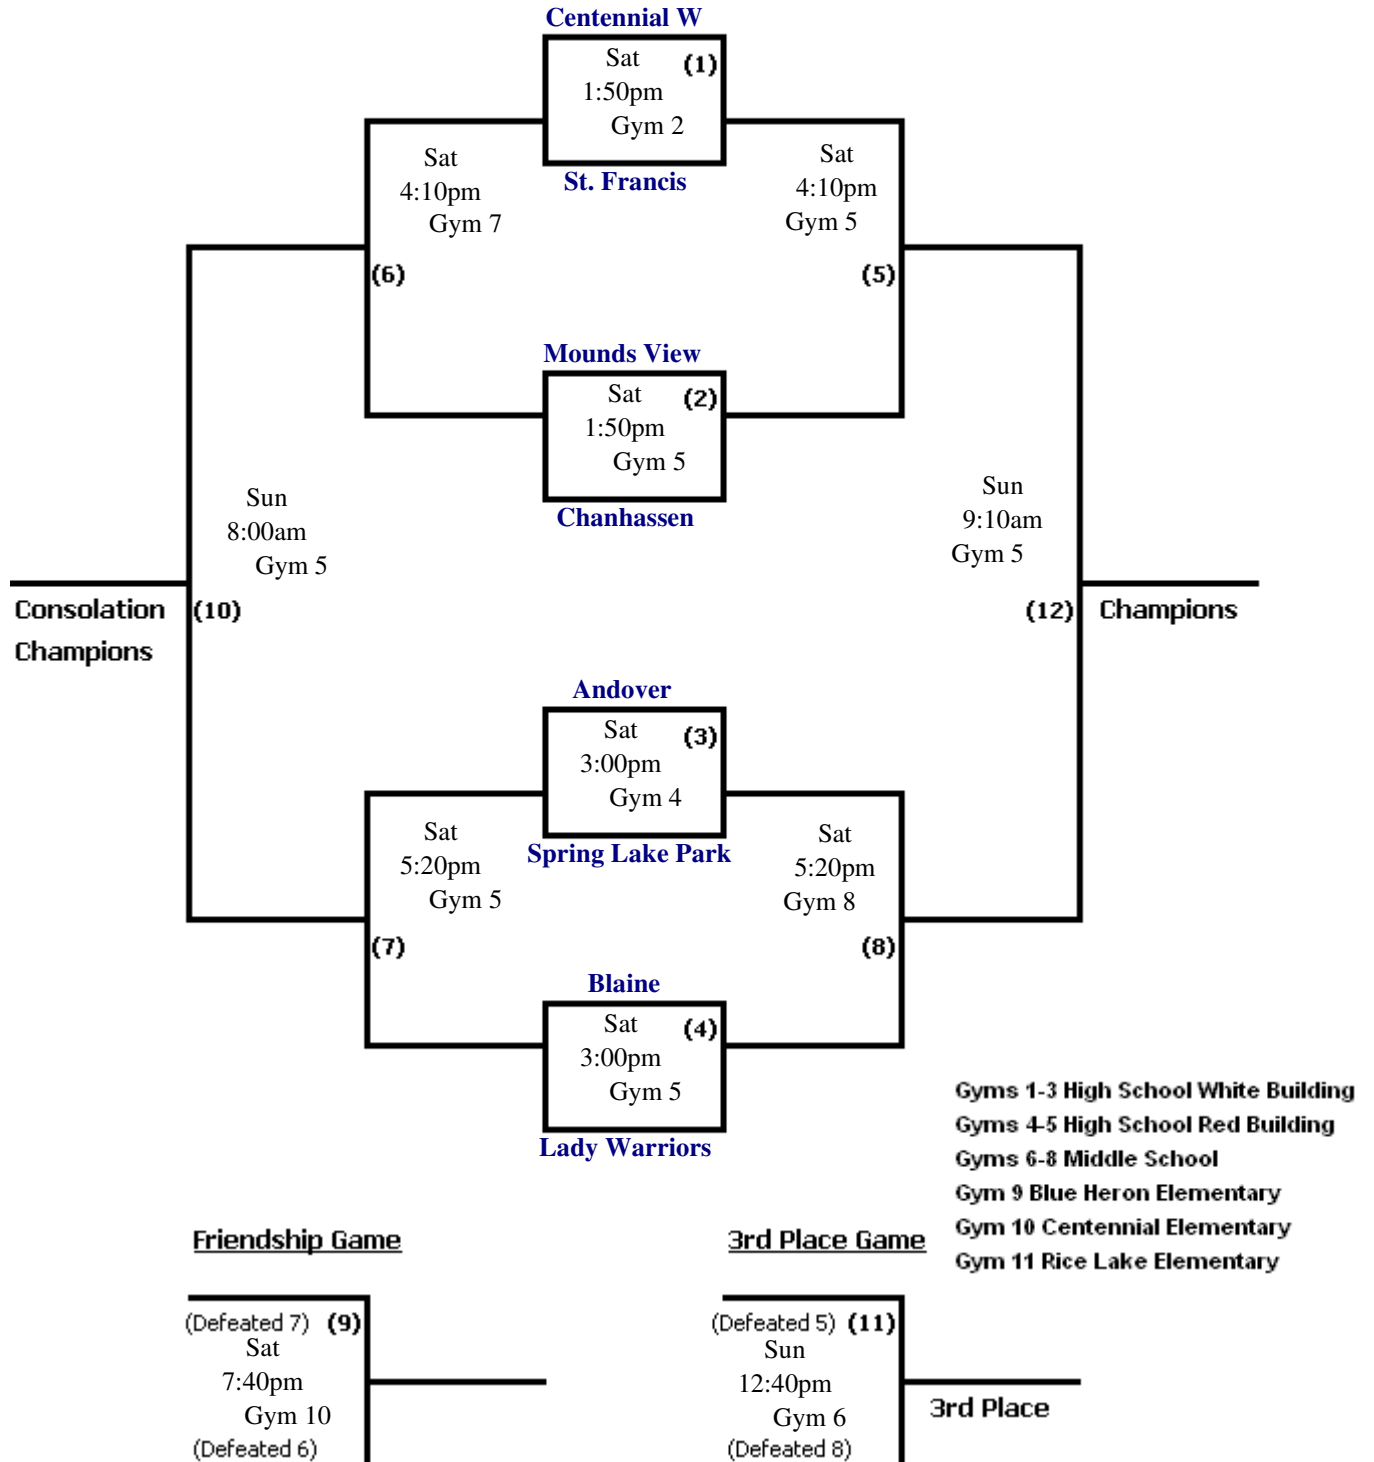 Centennial W
Sat (1)
1:50pm
Gym 2
St. Francis
Sat
4:10pm
Gym 7
(6)
Sat
4:10pm
Gym 5
(5)
Mounds View
Sat (2)
1:50pm
Gym 5
Chanhassen
Sun
8:00am
Gym 5
(10)
Consolation
Champions
Sun
9:10am
Gym 5
(12)
Champions
Andover
Sat (3)
3:00pm
Gym 4
Spring Lake Park
Sat
5:20pm
Gym 5
(7)
Sat
5:20pm
Gym 8
(8)
Blaine
Sat (4)
3:00pm
Gym 5
Lady Warriors
Gyms 1-3 High School White Building
Gyms 4-5 High School Red Building
Gyms 6-8 Middle School
Gym 9 Blue Heron Elementary
Gym 10 Centennial Elementary
Gym 11 Rice Lake Elementary
Friendship Game
(Defeated 7) (9)
Sat
7:40pm
Gym 10
(Defeated 6)
3rd Place Game
(Defeated 5) (11)
Sun
12:40pm
Gym 6
(Defeated 8)
3rd Place